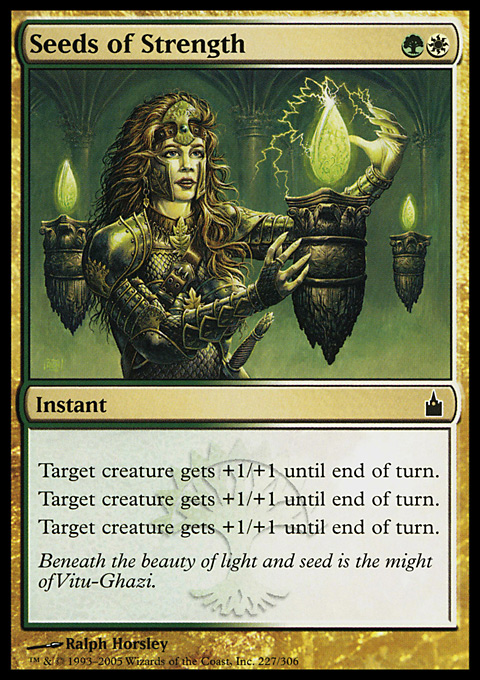 Seeds of Strength
Instant
Target creature gets +1/+1 until end of turn.
Target creature gets +1/+1 until end of turn.
Target creature gets +1/+1 until end of turn.
Beneath the beauty of light and seed is the might
of Vitu-Ghazi.
Ralph Horsley
™ & © 1993–2005 Wizards of the Coast, Inc. 227/306